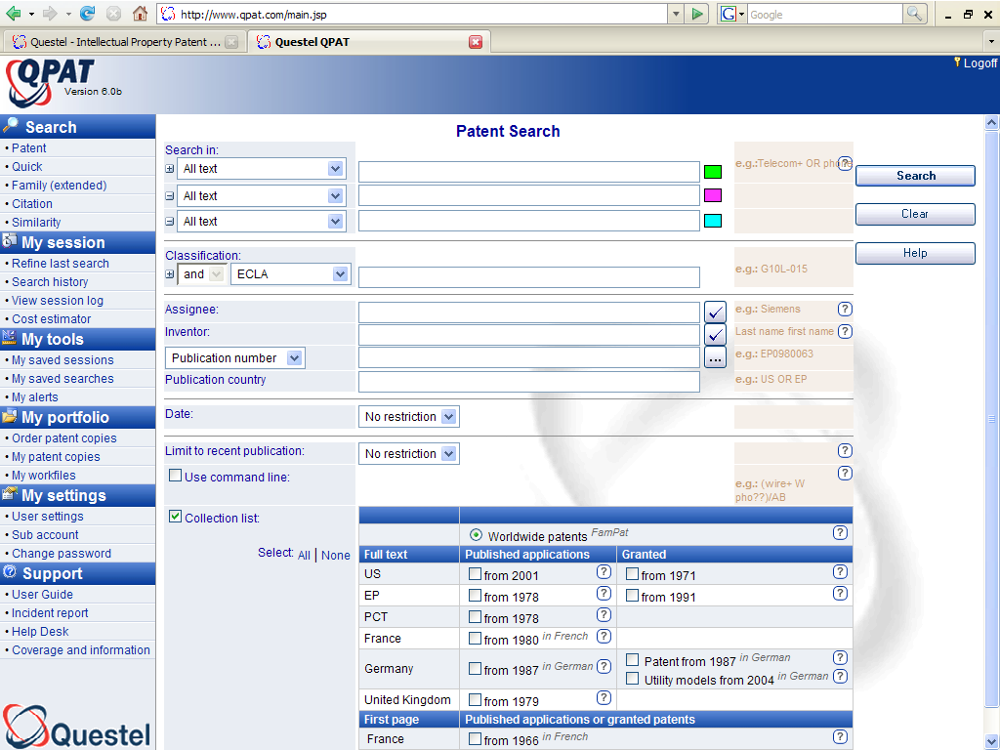 http://www.qpat.com/main.jsp
G Google
Questel - Intellectual Property Patent ...
Questel QPAT
QPAT
Version 6.0b
Logoff
Search
• Patent
• Quick
• Family (extended)
• Citation
• Similarity
My session
• Refine last search
• Search history
• View session log
• Cost estimator
My tools
• My saved sessions
• My saved searches
• My alerts
My portfolio
• Order patent copies
• My patent copies
• My workfiles
My settings
• User settings
• Sub account
• Change password
Support
• User Guide
• Incident report
• Help Desk
• Coverage and information
Questel
Patent Search
Search in:
All text
e.g.:Telecom+ OR phone
?
All text
All text
Search
Clear
Help
Classification:
and ECLA
e.g.: G10L-015
Assignee:
e.g.: Siemens ?
Inventor:
Last name first name ?
Publication number
...
e.g.: EP0980063
Publication country
e.g.: US OR EP
Date:
No restriction
Limit to recent publication:
No restriction
?
Use command line:
?
e.g.: (wire+ W
pho??)/AB
Collection list:
Select: All | None
Worldwide patents FamPat ?
Full text Published applications Granted
US from 2001 ? from 1971 ?
EP from 1978 ? from 1991 ?
PCT from 1978 ?
France from 1980 in French ?
Germany from 1987 in German ? Patent from 1987 in German ?
Utility models from 2004 in German ?
United Kingdom from 1979 ?
First page Published applications or granted patents
France from 1966 in French ?